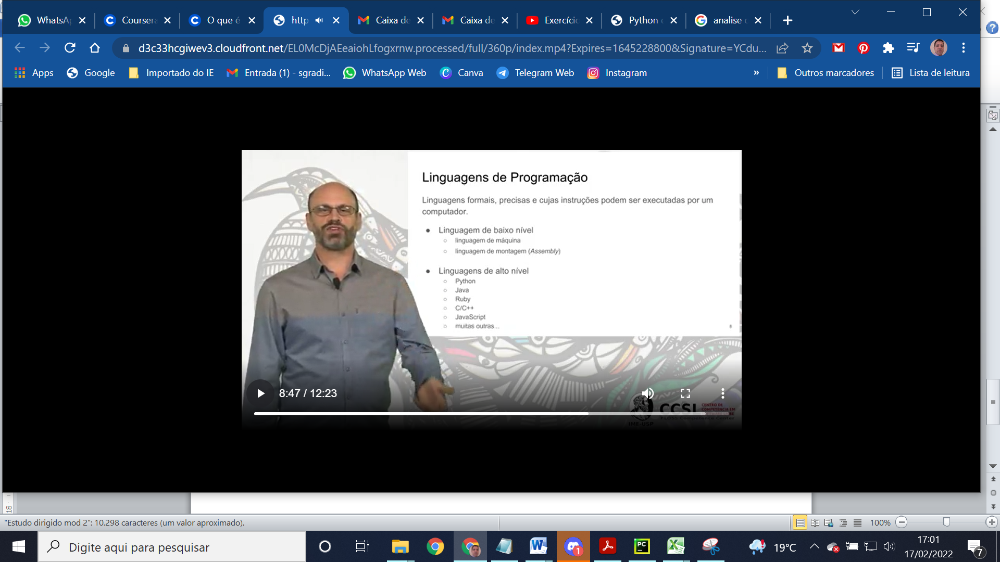 WhatsA
Coursera
O que é
http
Caixa de
Caixa de
Exercíci
Python e
analise
d3c33hcgiwev3.cloudfront.net/EL0McDjAEeaiohLfogxrnw.processed/full/360p/index.mp4?Expires=1645228800&Signature=YCdu...
Apps
Google
Importado do IE
Entrada (1) - sgradi...
WhatsApp Web
Canva
Telegram Web
Instagram
»
Outros marcadores
Lista de leitura
Linguagens de Programação
Linguagens formais, precisas e cujas instruções podem ser executadas por um
computador.
● Linguagem de baixo nível
○ linguagem de máquina
○ linguagem de montagem (Assembly)
● Linguagens de alto nível
○ Python
○ Java
○ Ruby
○ C/C++
○ JavaScript
○ muitas outras...
8:47 / 12:23
CCSL
CENTRO DE
COMPETÊNCIA EM
SOFTWARE LIVRE
FLOSS Competence Center
IME-USP
18
"Estudo dirigido mod 2": 10.298 caracteres (um valor aproximado).
100%
Digite aqui para pesquisar
W
1
PC
X
19°C
17:01
17/02/2022
7